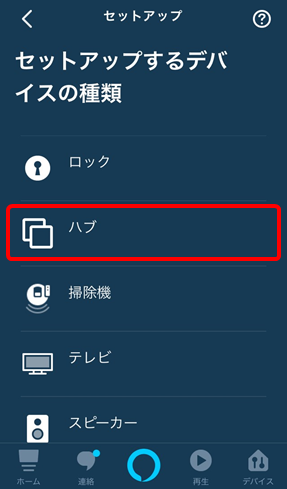 セットアップ
セットアップするデバ
イスの種類
ロック
ハブ
掃除機
テレビ
スピーカー
ホーム
連絡
再生
デバイス